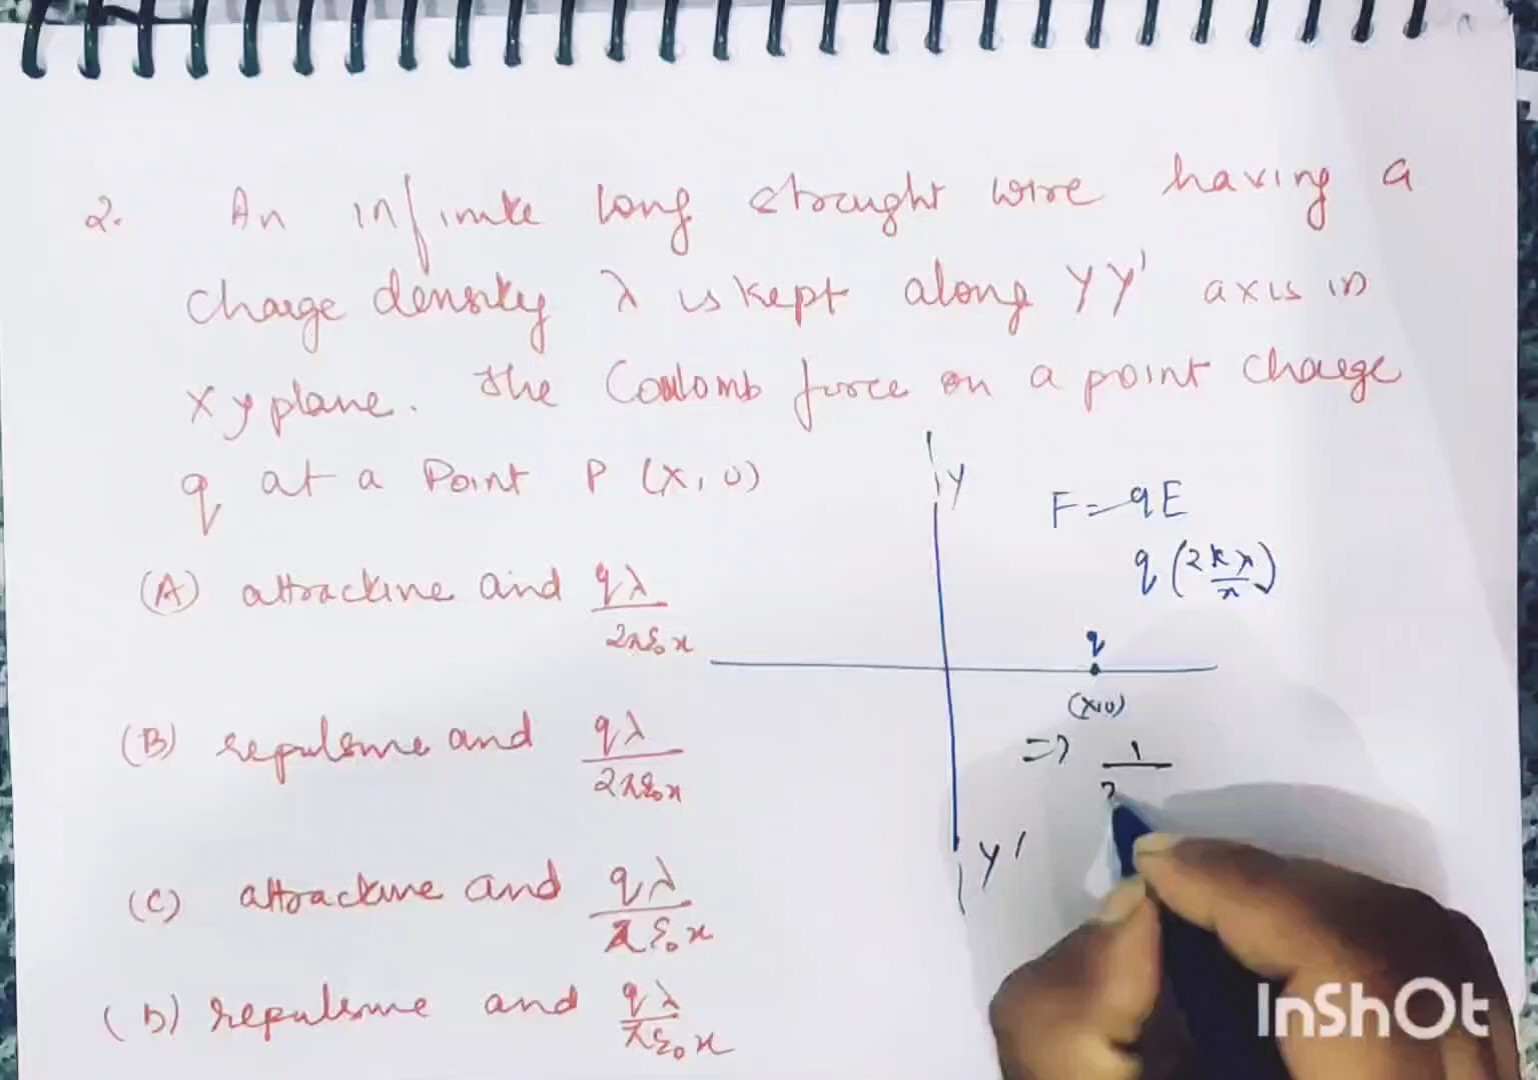 2. An infinite long straught wire having a
charge density λ is kept along YY' axis in
xy plane. The Coulomb force on a point charge
q at a Point P (x, 0)
(A) attractive and qλ/2πε₀x
(B) repulsive and qλ/2πε₀x
(C) attractive and qλ/πε₀x
(D) repulsive and qλ/πε₀x
Y
F = qE
q (2kλ/x)
q
(x,0)
=> 1/2
Y'
InShOt